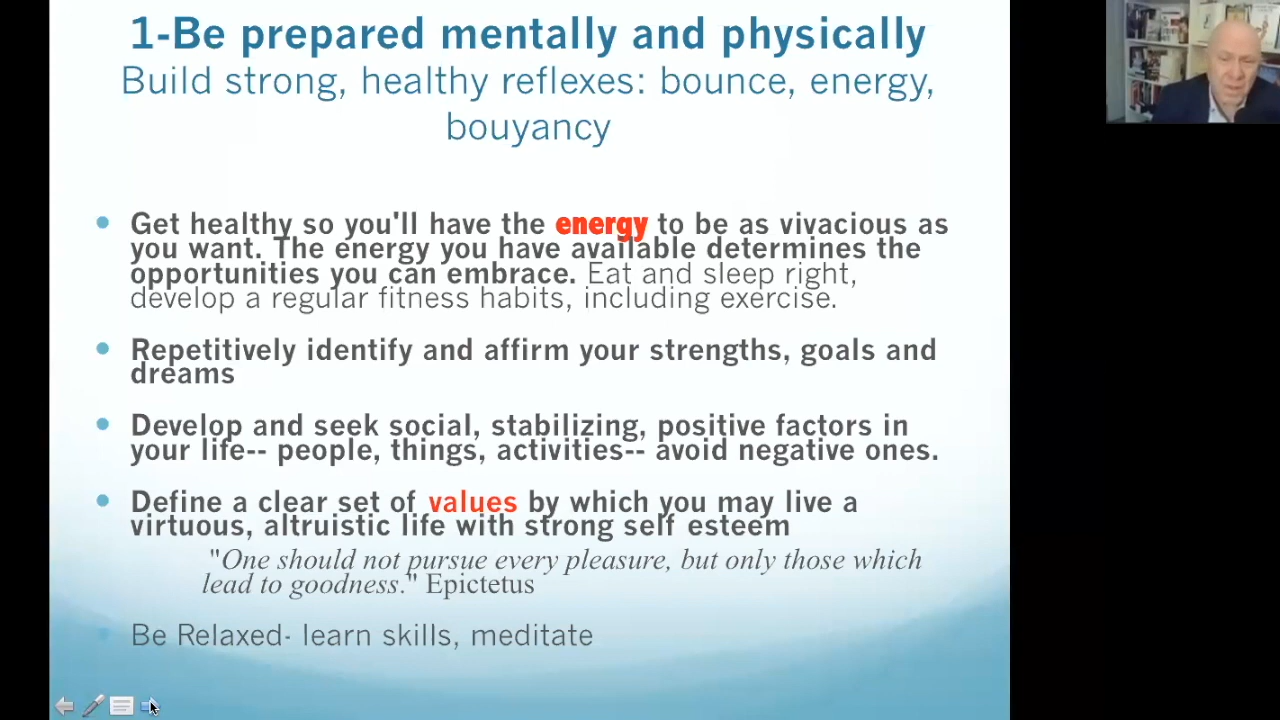 1-Be prepared mentally and physically
Build strong, healthy reflexes: bounce, energy,
bouyancy
Get healthy so you'll have the energy to be as vivacious as
you want. The energy you have available determines the
opportunities you can embrace. Eat and sleep right,
develop a regular fitness habits, including exercise.
Repetitively identify and affirm your strengths, goals and
dreams
Develop and seek social, stabilizing, positive factors in
your life-- people, things, activities-- avoid negative ones.
Define a clear set of values by which you may live a
virtuous, altruistic life with strong self esteem
"One should not pursue every pleasure, but only those which
lead to goodness." Epictetus
Be Relaxed- learn skills, meditate